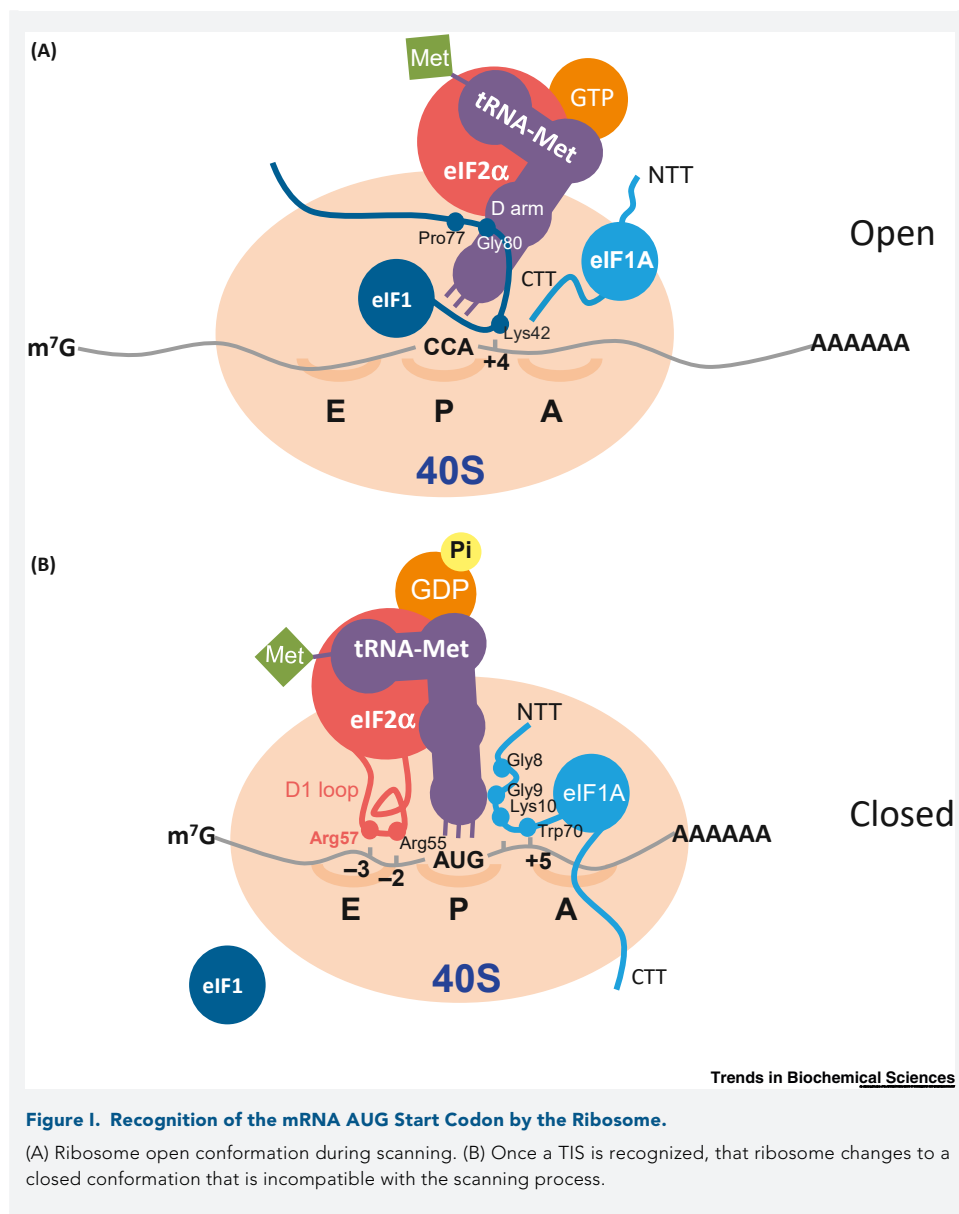 (A)
Met
GTP
tRNA-Met
eIF2α
NTT
D arm
Pro77
Gly80
Open
eIF1A
CTT
eIF1
Lys42
m⁷G
CCA
+4
AAAAAA
E P A
40S
(B)
Pi
GDP
Met
tRNA-Met
eIF2α
NTT
Gly8
D1 loop
Gly9
eIF1A
Lys10
Closed
Trp70
m⁷G
Arg57
Arg55
AAAAAA
–3
–2
AUG
+5
E P A
40S
eIF1
CTT
Trends in Biochemical Sciences
Figure I. Recognition of the mRNA AUG Start Codon by the Ribosome.
(A) Ribosome open conformation during scanning. (B) Once a TIS is recognized, that ribosome changes to a
closed conformation that is incompatible with the scanning process.